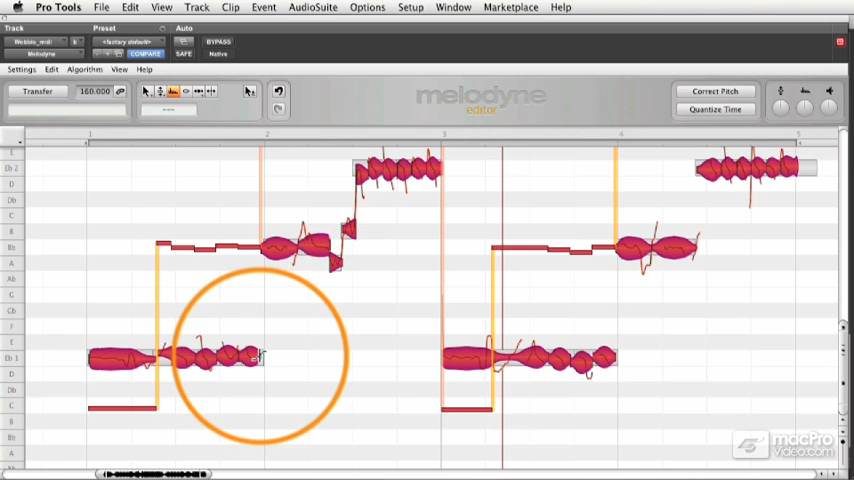 Pro Tools File Edit View Track Clip Event AudioSuite Options Setup Window Marketplace Help
Track Preset Auto
<factory default> BYPASS
Melodyne COMPARE SAFE Native
Settings Edit Algorithm View Help
Transfer 160.000 melodyne Correct Pitch
--- editor Quantize Time
1 2 4 5
E
Eb 2
D
Db
C
B
Bb
A
Ab
G
F
E
Eb 1
D
Db
C
B
Bb
A
macPro
Video.com